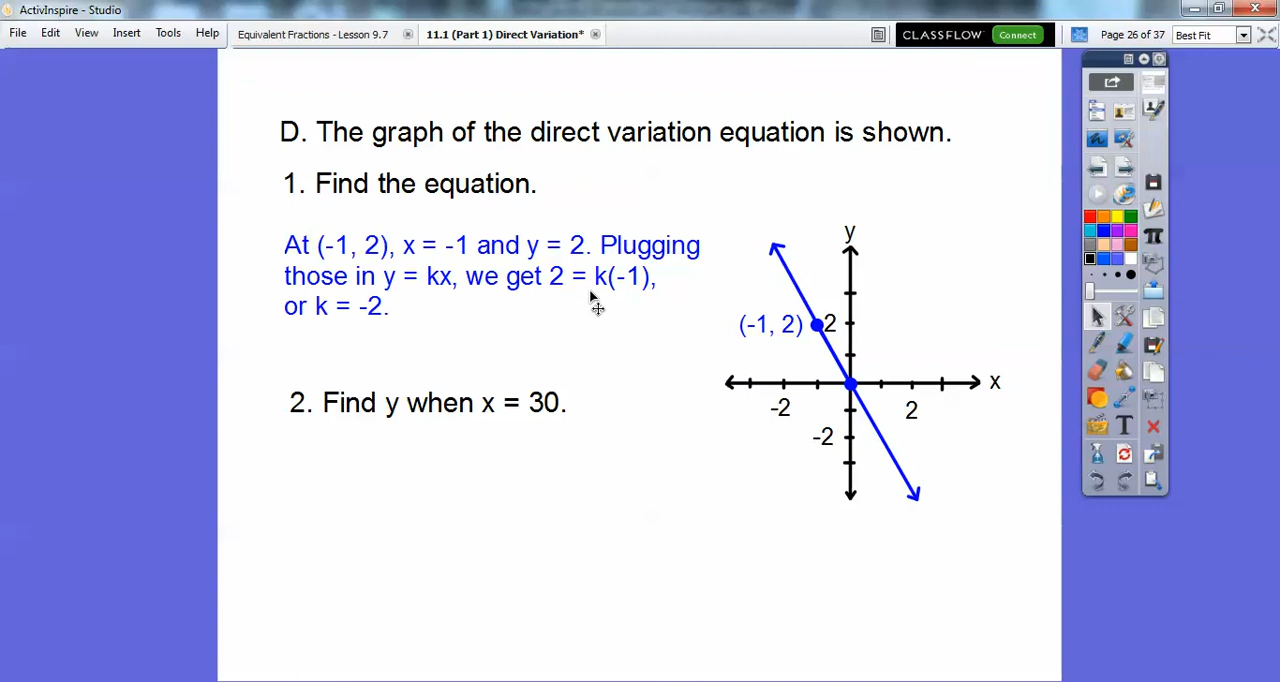 ActivInspire - Studio
File Edit View Insert Tools Help
Equivalent Fractions - Lesson 9.7
11.1 (Part 1) Direct Variation*
CLASSFLOW Connect
Page 26 of 37
Best Fit
D. The graph of the direct variation equation is shown.
1. Find the equation.
At (-1, 2), x = -1 and y = 2. Plugging
those in y = kx, we get 2 = k(-1),
or k = -2.
2. Find y when x = 30.
y
(-1, 2)
2
x
-2
2
-2